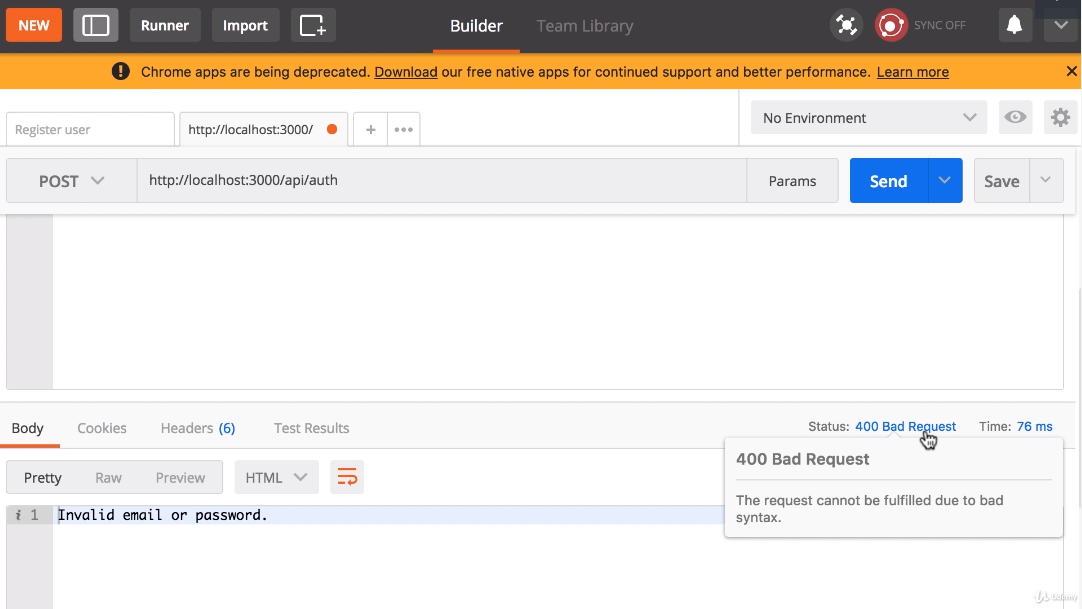 NEW Runner Import Builder Team Library SYNC OFF
Chrome apps are being deprecated. Download our free native apps for continued support and better performance. Learn more
Register user http://localhost:3000/ + ••• No Environment
POST http://localhost:3000/api/auth Params Send Save
Body Cookies Headers (6) Test Results Status: 400 Bad Request Time: 76 ms
400 Bad Request
Pretty Raw Preview HTML
The request cannot be fulfilled due to bad
syntax.
i 1 Invalid email or password.
Udemy